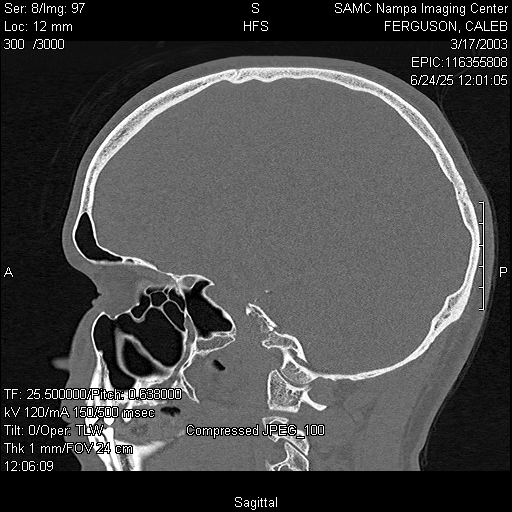 Ser: 8/Img: 97
Loc: 12 mm
300 /3000
S
HFS
SAMC Nampa Imaging Center
FERGUSON, CALEB
3/17/2003
EPIC:116355808
6/24/25 12:01:05
A
P
TF: 25.500000/Pitch: 0.638000
kV 120/mA 150/500 msec
Tilt: 0/Oper: TLW
Compressed JPEG_100
Thk 1 mm/FOV 24 cm
12:06:09
Sagittal